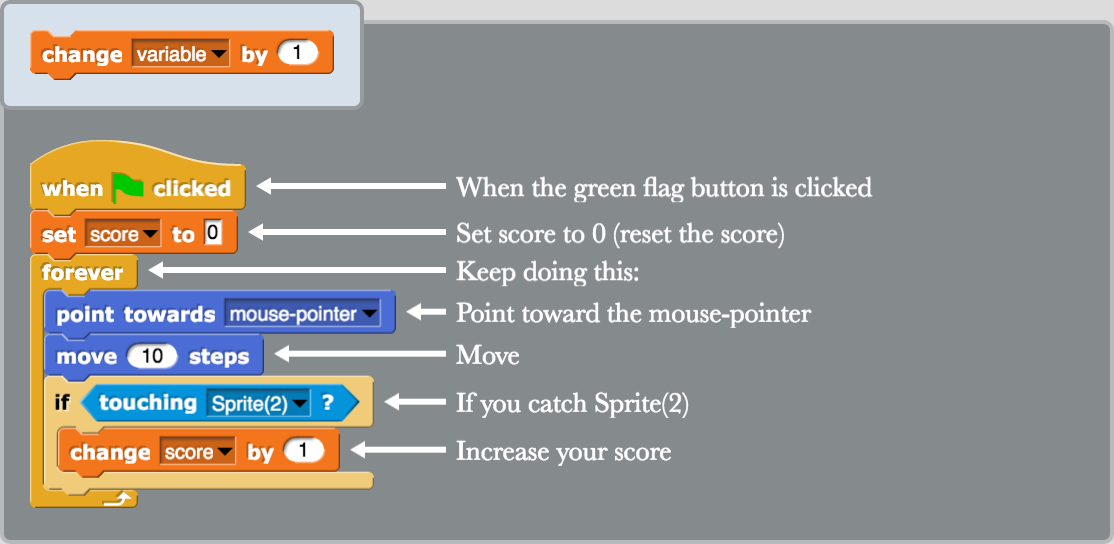 change variable by 1
when clicked
When the green flag button is clicked
set score to 0
Set score to 0 (reset the score)
forever
Keep doing this:
point towards mouse-pointer
Point toward the mouse-pointer
move 10 steps
Move
if touching Sprite(2) ?
If you catch Sprite(2)
change score by 1
Increase your score